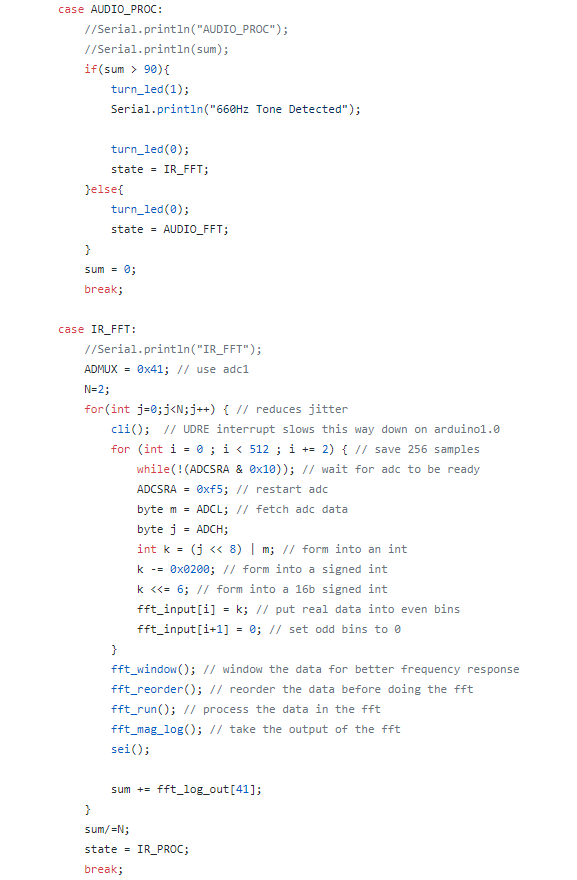 case AUDIO_PROC:
//Serial.println("AUDIO_PROC");
//Serial.println(sum);
if(sum > 90){
turn_led(1);
Serial.println("660Hz Tone Detected");
turn_led(0);
state = IR_FFT;
}else{
turn_led(0);
state = AUDIO_FFT;
}
sum = 0;
break;
case IR_FFT:
//Serial.println("IR_FFT");
ADMUX = 0x41; // use adc1
N=2;
for(int j=0;j<N;j++) { // reduces jitter
cli();  // UDRE interrupt slows this way down on arduino1.0
for (int i = 0 ; i < 512 ; i += 2) { // save 256 samples
while(!(ADCSRA & 0x10)); // wait for adc to be ready
ADCSRA = 0xf5; // restart adc
byte m = ADCL; // fetch adc data
byte j = ADCH;
int k = (j << 8) | m; // form into an int
k -= 0x0200; // form into a signed int
k <<= 6; // form into a 16b signed int
fft_input[i] = k; // put real data into even bins
fft_input[i+1] = 0; // set odd bins to 0
}
fft_window(); // window the data for better frequency response
fft_reorder(); // reorder the data before doing the fft
fft_run(); // process the data in the fft
fft_mag_log(); // take the output of the fft
sei();
sum += fft_log_out[41];
}
sum/=N;
state = IR_PROC;
break;